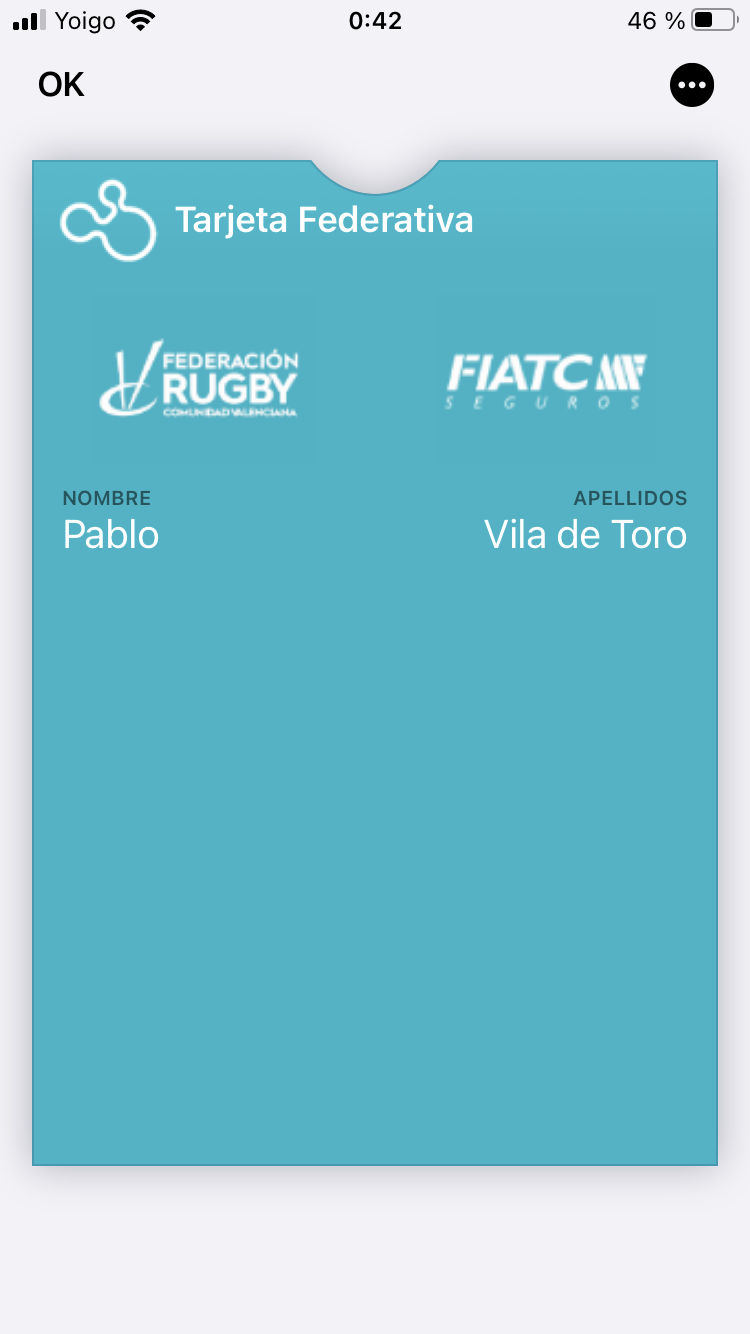 Yoigo 0:42 46 %
OK
Tarjeta Federativa
FEDERACIÓN
RUGBY
COMUNIDAD VALENCIANA
FIATC
SEGUROS
NOMBRE APELLIDOS
Pablo Vila de Toro